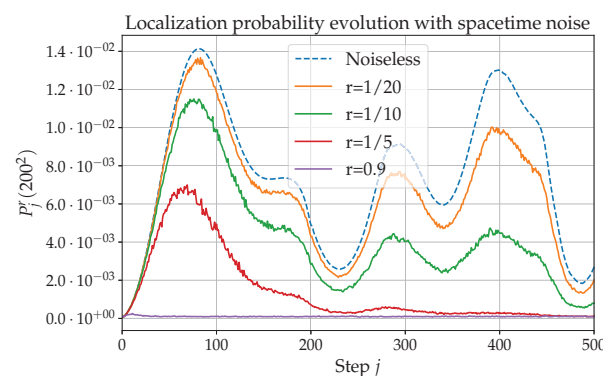 Localization probability evolution with spacetime noise
1.4·10⁻⁰²
1.2·10⁻⁰²
1.0·10⁻⁰²
8.0·10⁻⁰³
6.0·10⁻⁰³
4.0·10⁻⁰³
2.0·10⁻⁰³
0.0·10⁺⁰⁰
Pʳⱼ(200²)
Noiseless
r=1/20
r=1/10
r=1/5
r=0.9
0 100 200 300 400 500
Step j